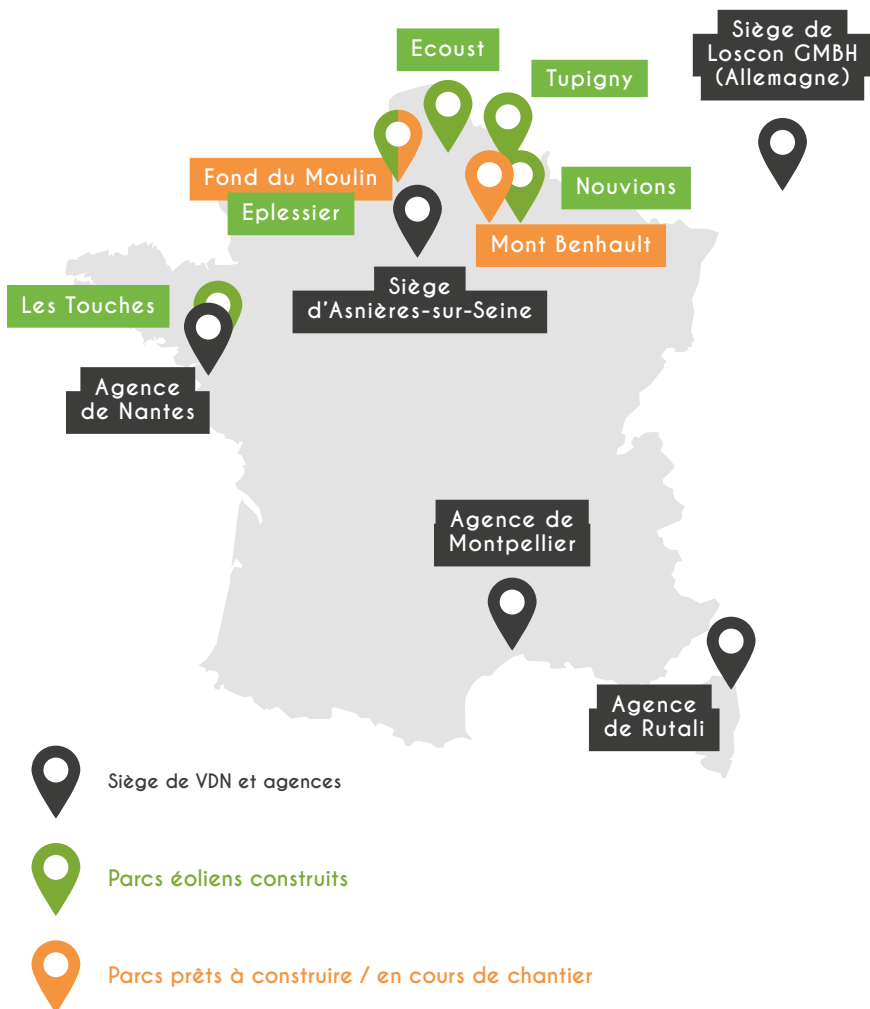 Siège de
Loscon GMBH
(Allemagne)
Ecoust
Tupigny
Fond du Moulin
Nouvions
Eplessier
Mont Benhault
Siège
d'Asnières-sur-Seine
Les Touches
Agence
de Nantes
Agence de
Montpellier
Agence
de Rutali
Siège de VDN et agences
Parcs éoliens construits
Parcs prêts à construire / en cours de chantier